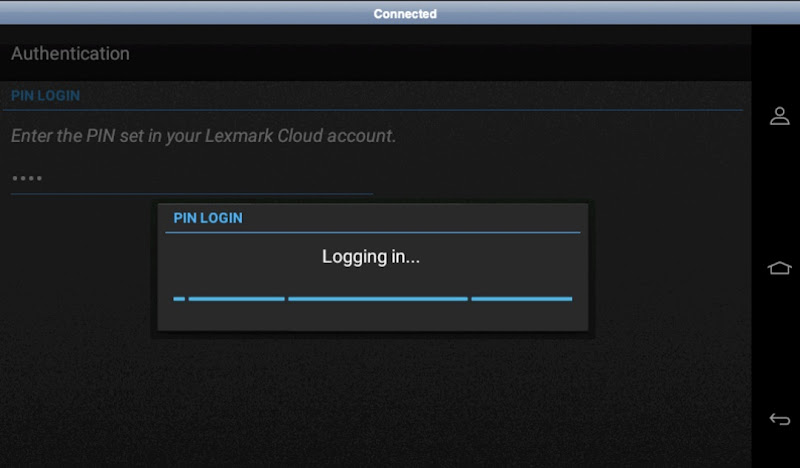 Connected
Authentication
PIN LOGIN
Enter the PIN set in your Lexmark Cloud account.
••••
PIN LOGIN
Logging in...